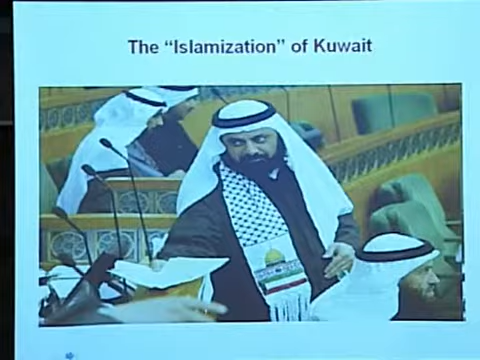 The “Islamization” of Kuwait